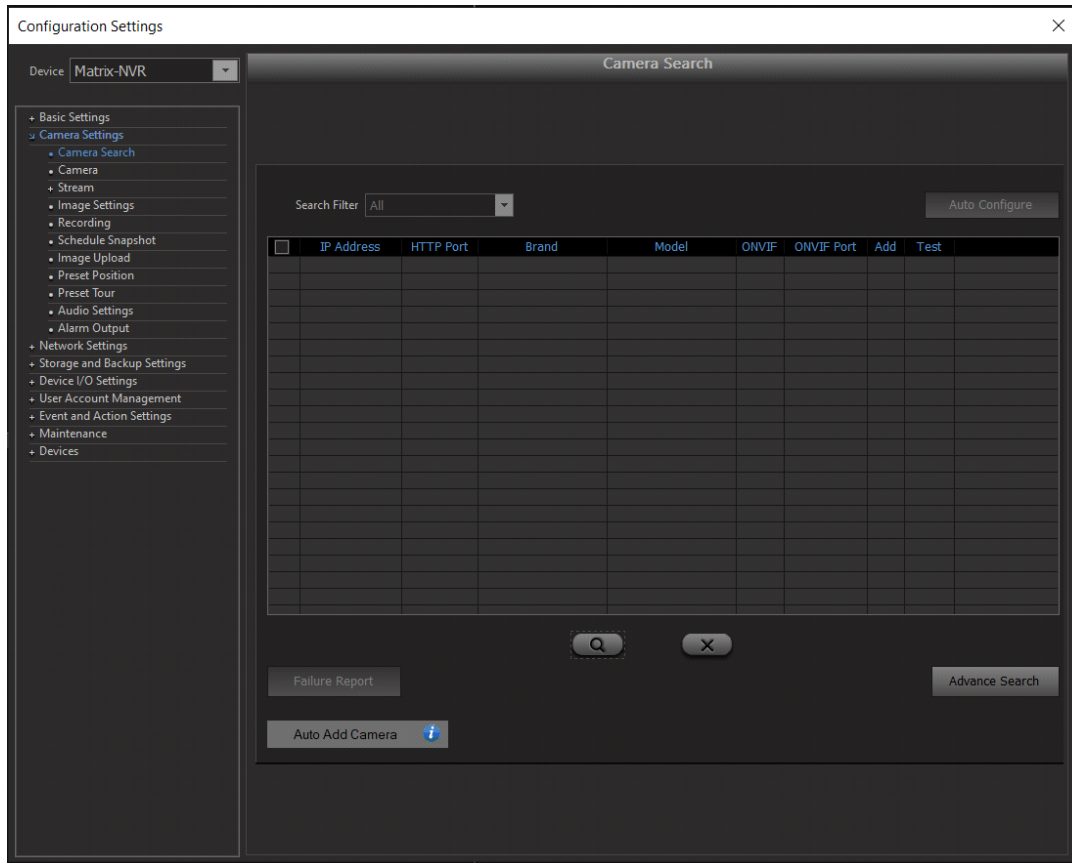 Configuration Settings
Device Matrix-NVR
Camera Search
+ Basic Settings
Camera Settings
• Camera Search
• Camera
+ Stream
• Image Settings
• Recording
• Schedule Snapshot
• Image Upload
• Preset Position
• Preset Tour
• Audio Settings
• Alarm Output
+ Network Settings
+ Storage and Backup Settings
+ Device I/O Settings
+ User Account Management
+ Event and Action Settings
+ Maintenance
+ Devices
Search Filter All
Auto Configure
IP Address HTTP Port Brand Model ONVIF ONVIF Port Add Test
Failure Report
Advance Search
Auto Add Camera i